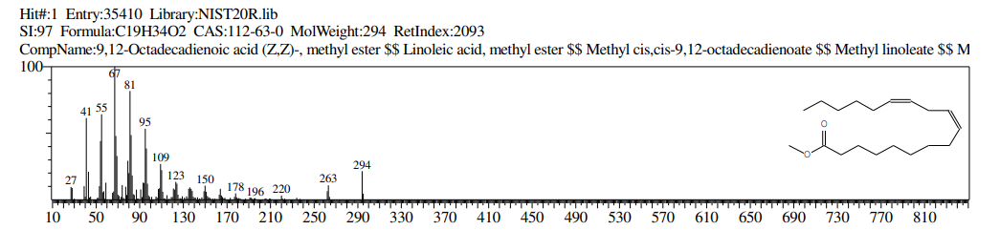 Hit#:1 Entry:35410 Library:NIST20R.lib
SI:97 Formula:C19H34O2 CAS:112-63-0 MolWeight:294 RetIndex:2093
CompName:9,12-Octadecadienoic acid (Z,Z)-, methyl ester $$ Linoleic acid, methyl ester $$ Methyl cis,cis-9,12-octadecadienoate $$ Methyl linoleate $$ M
100
67
81
41 55
95
109
27 123 150 178 196 220 263 294
O
O
10 50 90 130 170 210 250 290 330 370 410 450 490 530 570 610 650 690 730 770 810